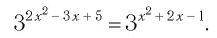 $3^{2x^2 - 3x + 5} = 3^{x^2 + 2x - 1}.$